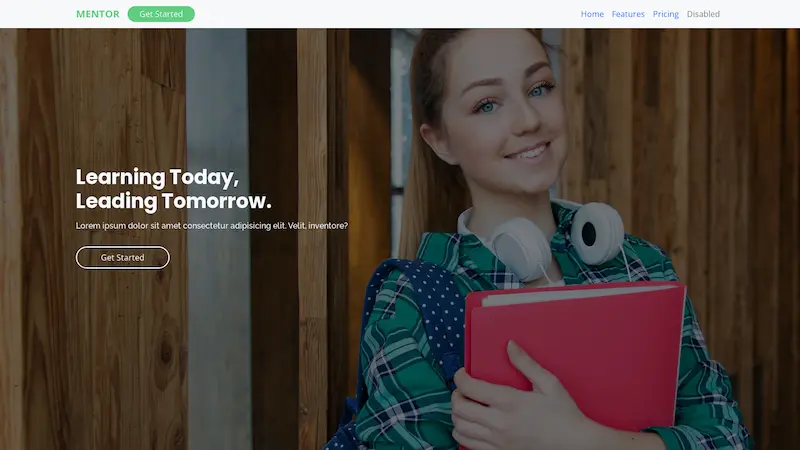 MENTOR
Get Started
Home Features Pricing Disabled
Learning Today,
Leading Tomorrow.
Lorem ipsum dolor sit amet consectetur adipisicing elit. Velit, inventore?
Get Started